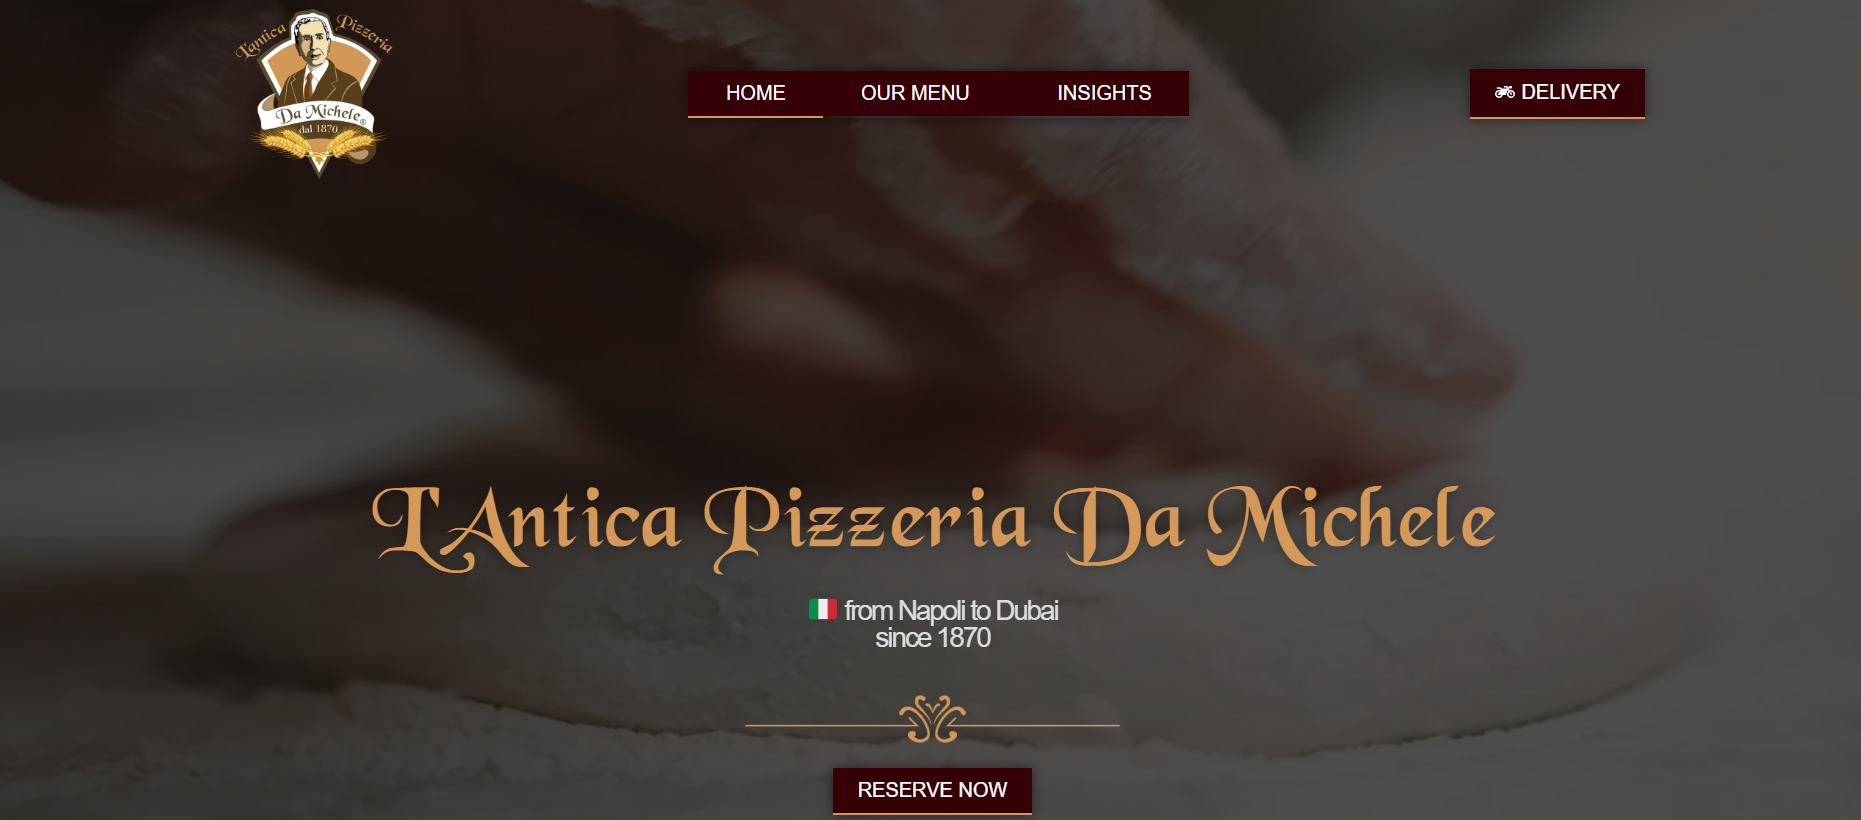 L'antica Pizzeria
Da Michele®
dal 1870
HOME OUR MENU INSIGHTS
DELIVERY
L'Antica Pizzeria Da Michele
from Napoli to Dubai
since 1870
RESERVE NOW